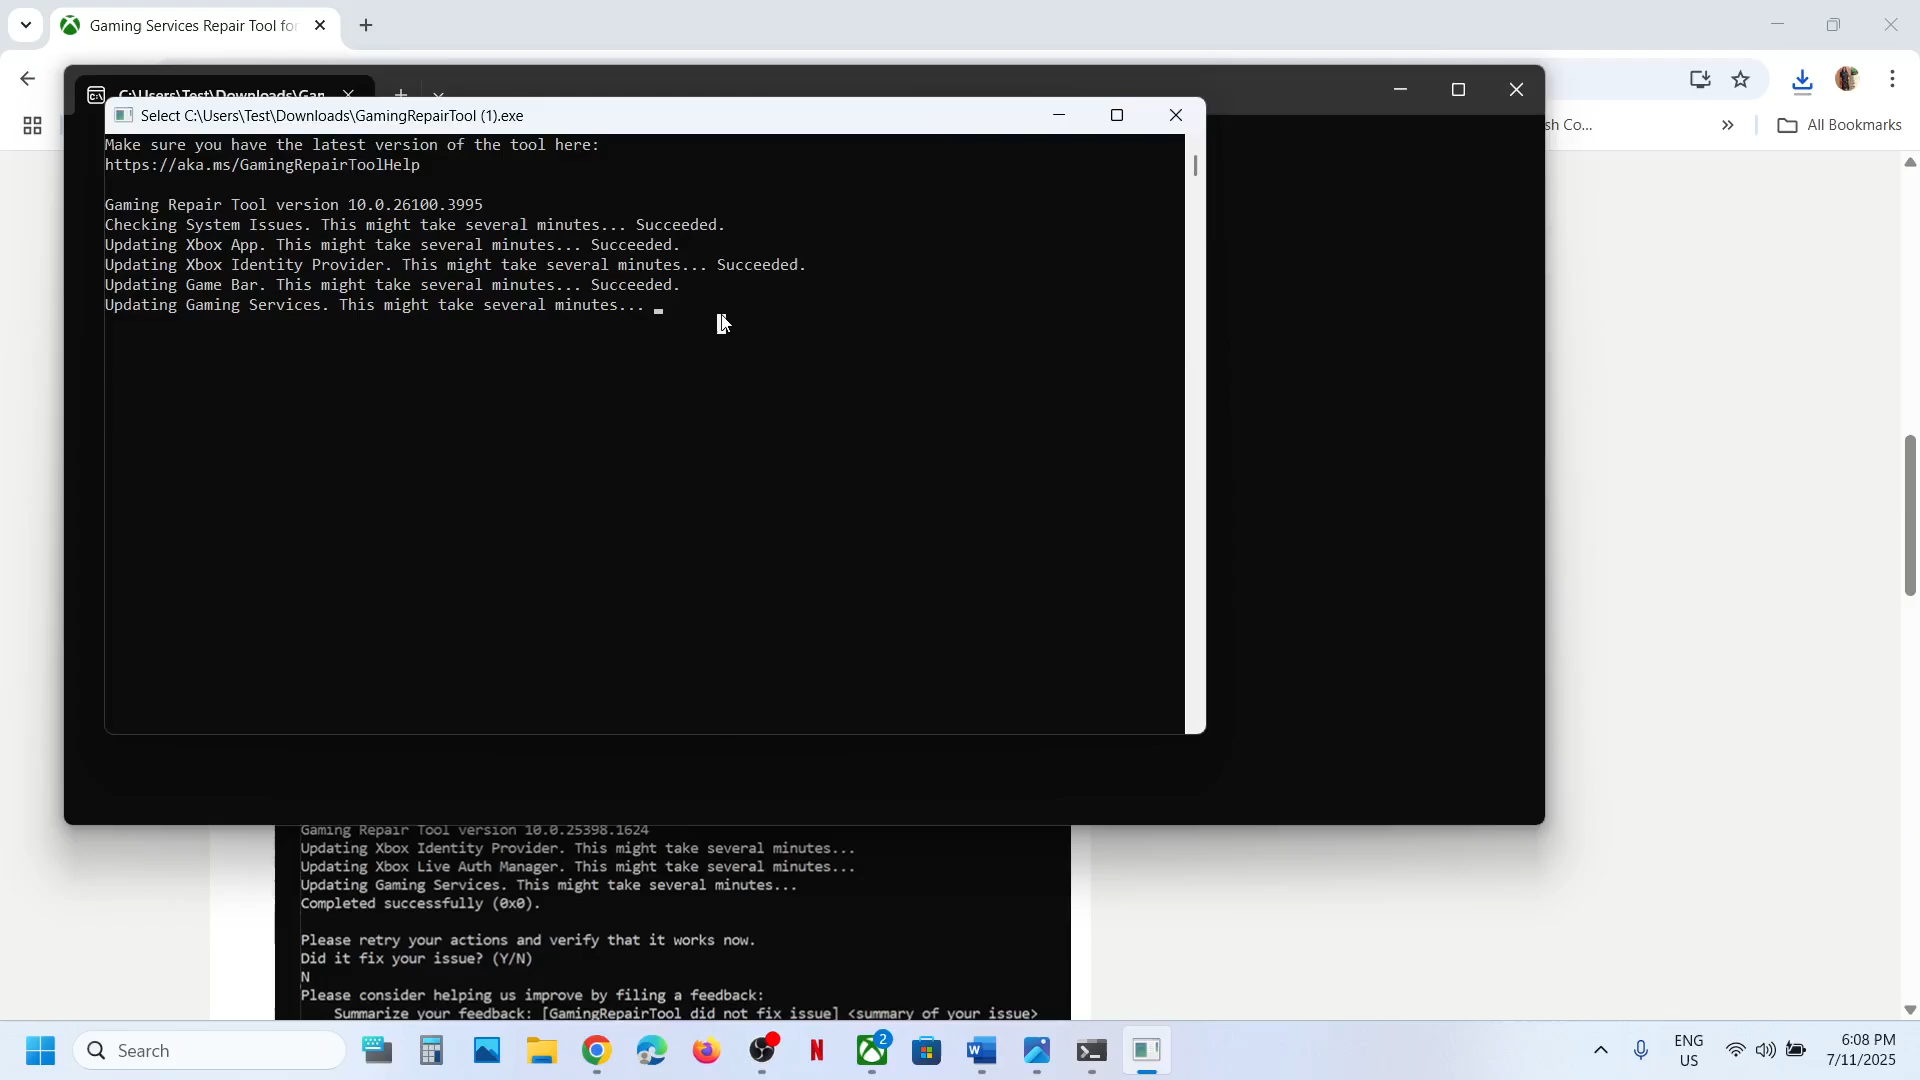 Gaming Services Repair Tool for
C:\Users\Test\Downloads\Gar
Select C:\Users\Test\Downloads\GamingRepairTool (1).exe
sh Co...
All Bookmarks
Make sure you have the latest version of the tool here:
https://aka.ms/GamingRepairToolHelp
Gaming Repair Tool version 10.0.26100.3995
Checking System Issues. This might take several minutes... Succeeded.
Updating Xbox App. This might take several minutes... Succeeded.
Updating Xbox Identity Provider. This might take several minutes... Succeeded.
Updating Game Bar. This might take several minutes... Succeeded.
Updating Gaming Services. This might take several minutes...
Gaming Repair Tool version 10.0.25398.1624
Updating Xbox Identity Provider. This might take several minutes...
Updating Xbox Live Auth Manager. This might take several minutes...
Updating Gaming Services. This might take several minutes...
Completed successfully (0x0).
Please retry your actions and verify that it works now.
Did it fix your issue? (Y/N)
N
Please consider helping us improve by filing a feedback:
Summarize your feedback: [GamingRepairTool did not fix issue] <summary of your issue>
Search
2
ENG
US
6:08 PM
7/11/2025